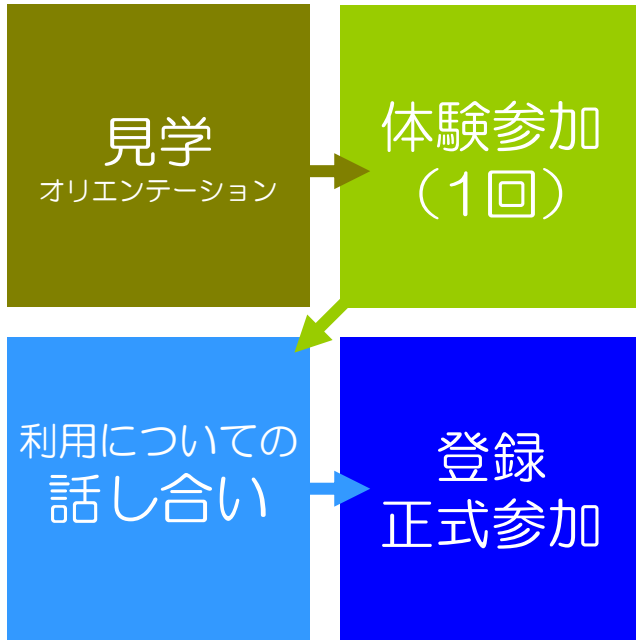 見学
オリエンテーション
体験参加
（１回）
利用についての
話し合い
登録
正式参加